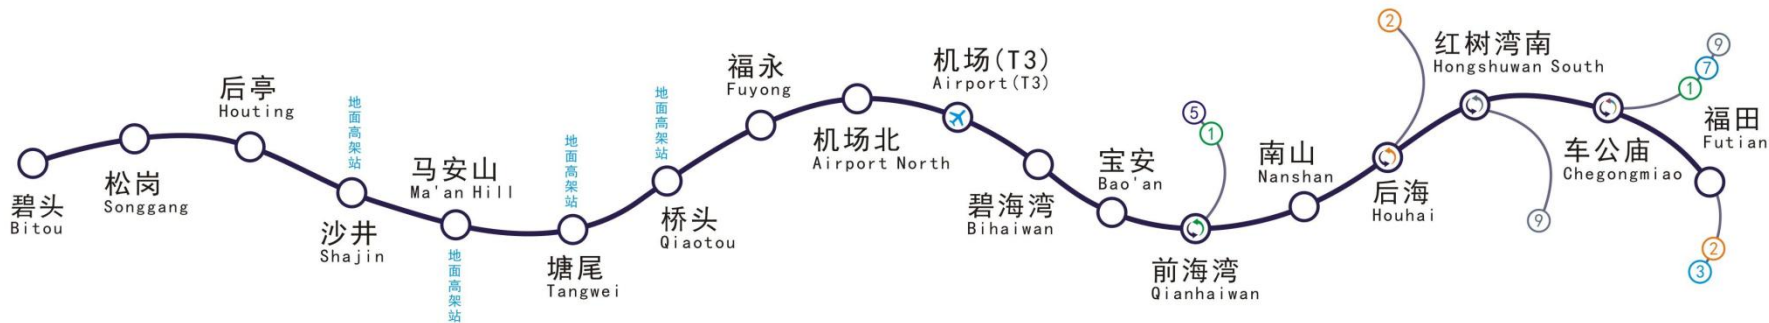 碧头
Bitou
松岗
Songgang
后亭
Houting
地面高架站
沙井
Shajin
马安山
Ma'an Hill
地面高架站
地面高架站
塘尾
Tangwei
地面高架站
桥头
Qiaotou
福永
Fuyong
机场北
Airport North
机场(T3)
Airport(T3)
碧海湾
Bihaiwan
宝安
Bao'an
5
1
前海湾
Qianhaiwan
南山
Nanshan
2
后海
Houhai
红树湾南
Hongshuwan South
9
车公庙
Chegongmiao
9
7
1
福田
Futian
2
3